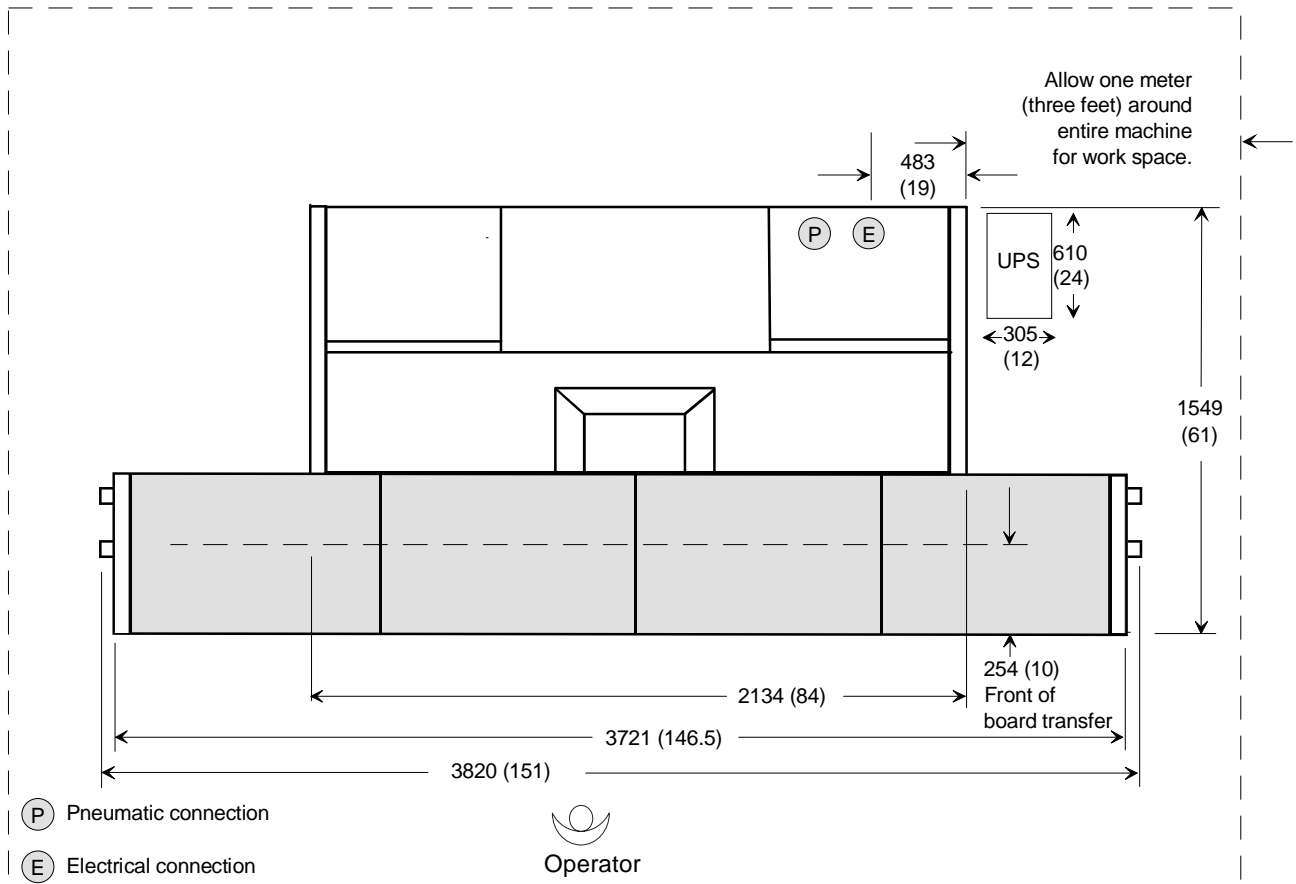 Allow one meter
(three feet) around
entire machine
for work space.
483
(19)
P
E
UPS
610
(24)
305
(12)
1549
(61)
254 (10)
Front of
board transfer
2134 (84)
3721 (146.5)
3820 (151)
P Pneumatic connection
E Electrical connection
Operator